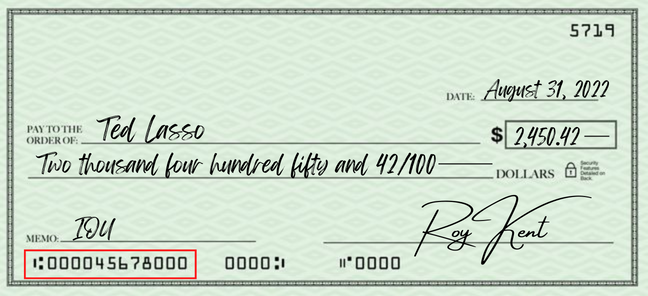 5719
DATE: August 31, 2022
PAY TO THE
ORDER OF: Ted Lasso $ 2,450.42
Two thousand four hundred fifty and 42/100 DOLLARS
Security
Features
Detailed on
Back.
MEMO: IOU Roy Kent
⑆000045678000 0000⑆ ⑈0000